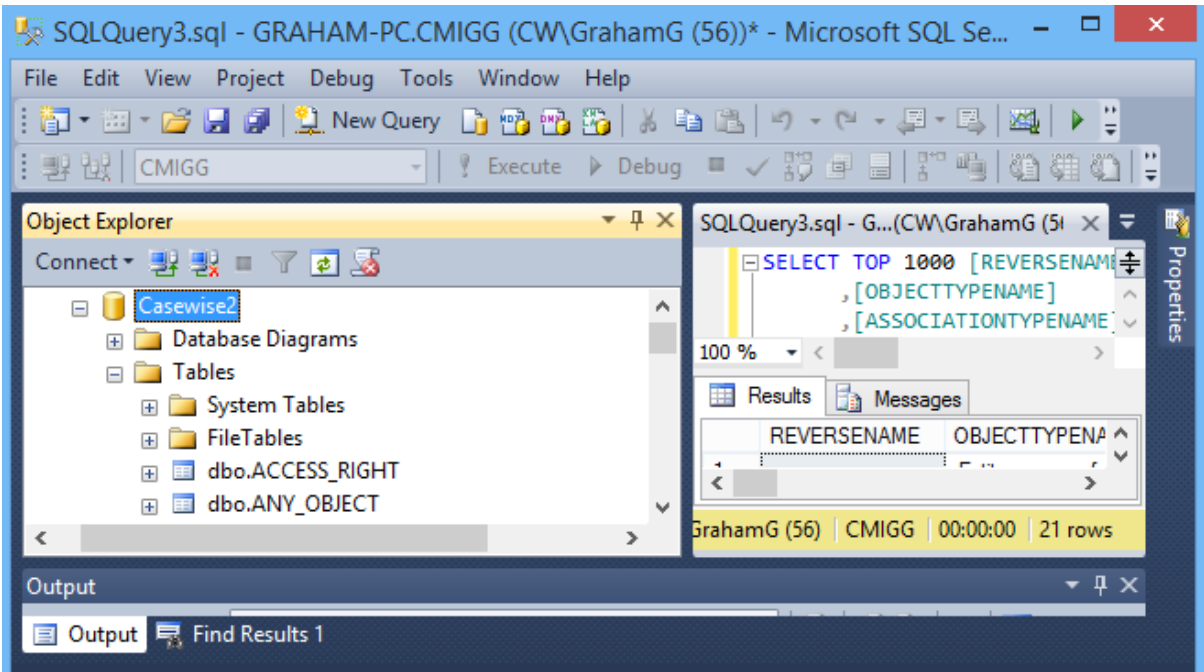 SQLQuery3.sql - GRAHAM-PC.CMIGG (CW\GrahamG (56))* - Microsoft SQL Se...
File Edit View Project Debug Tools Window Help
New Query
CMIGG Execute Debug
Object Explorer
Connect
Casewise2
Database Diagrams
Tables
System Tables
FileTables
dbo.ACCESS_RIGHT
dbo.ANY_OBJECT
SQLQuery3.sql - G...(CW\GrahamG (5
SELECT TOP 1000 [REVERSENAME
,[OBJECTTYPENAME]
,[ASSOCIATIONTYPENAME]
100 %
Results Messages
REVERSENAME OBJECTTYPENA
GrahamG (56) CMIGG 00:00:00 21 rows
Properties
Output
Output Find Results 1